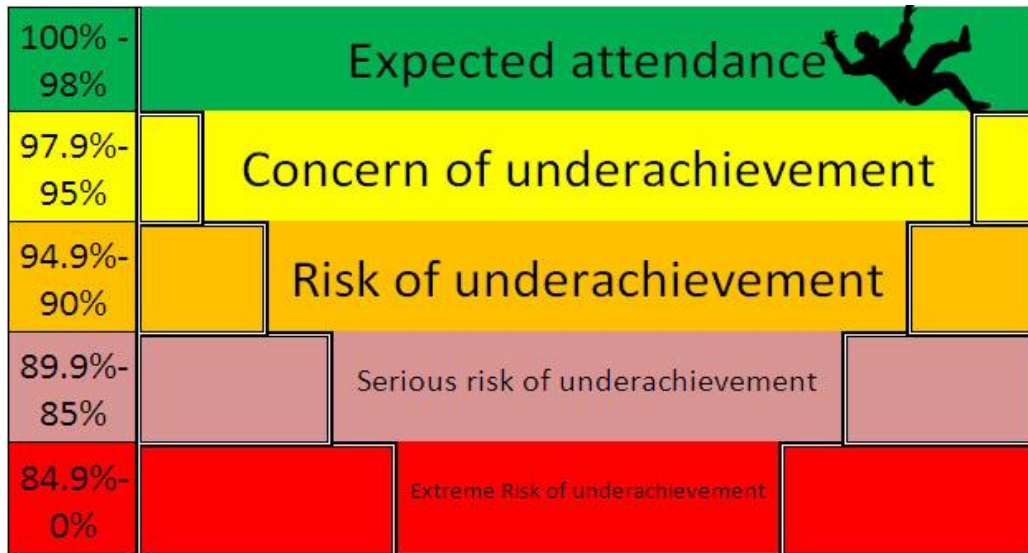 100% -
98%
Expected attendance
97.9%-
95%
Concern of underachievement
94.9%-
90%
Risk of underachievement
89.9%-
85%
Serious risk of underachievement
84.9%-
0%
Extreme Risk of underachievement